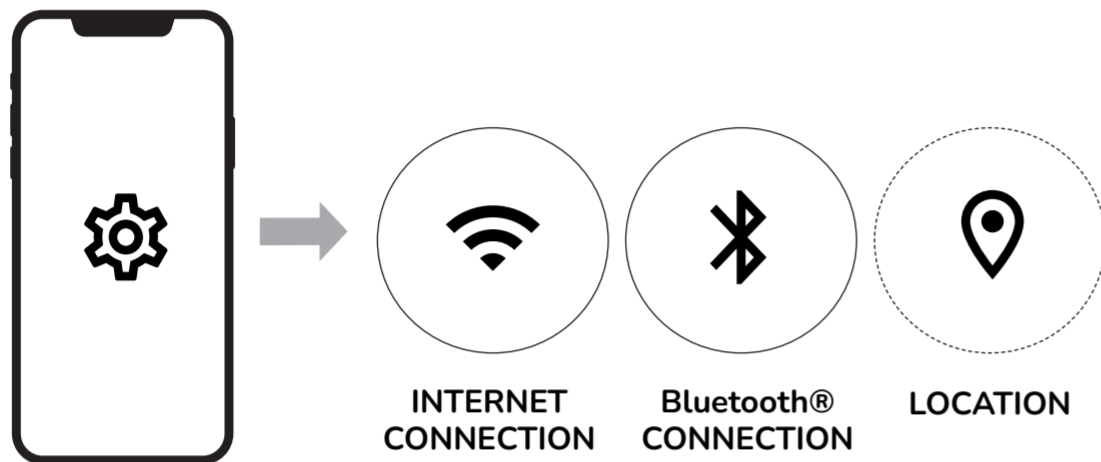 INTERNET
CONNECTION
Bluetooth®
CONNECTION
LOCATION